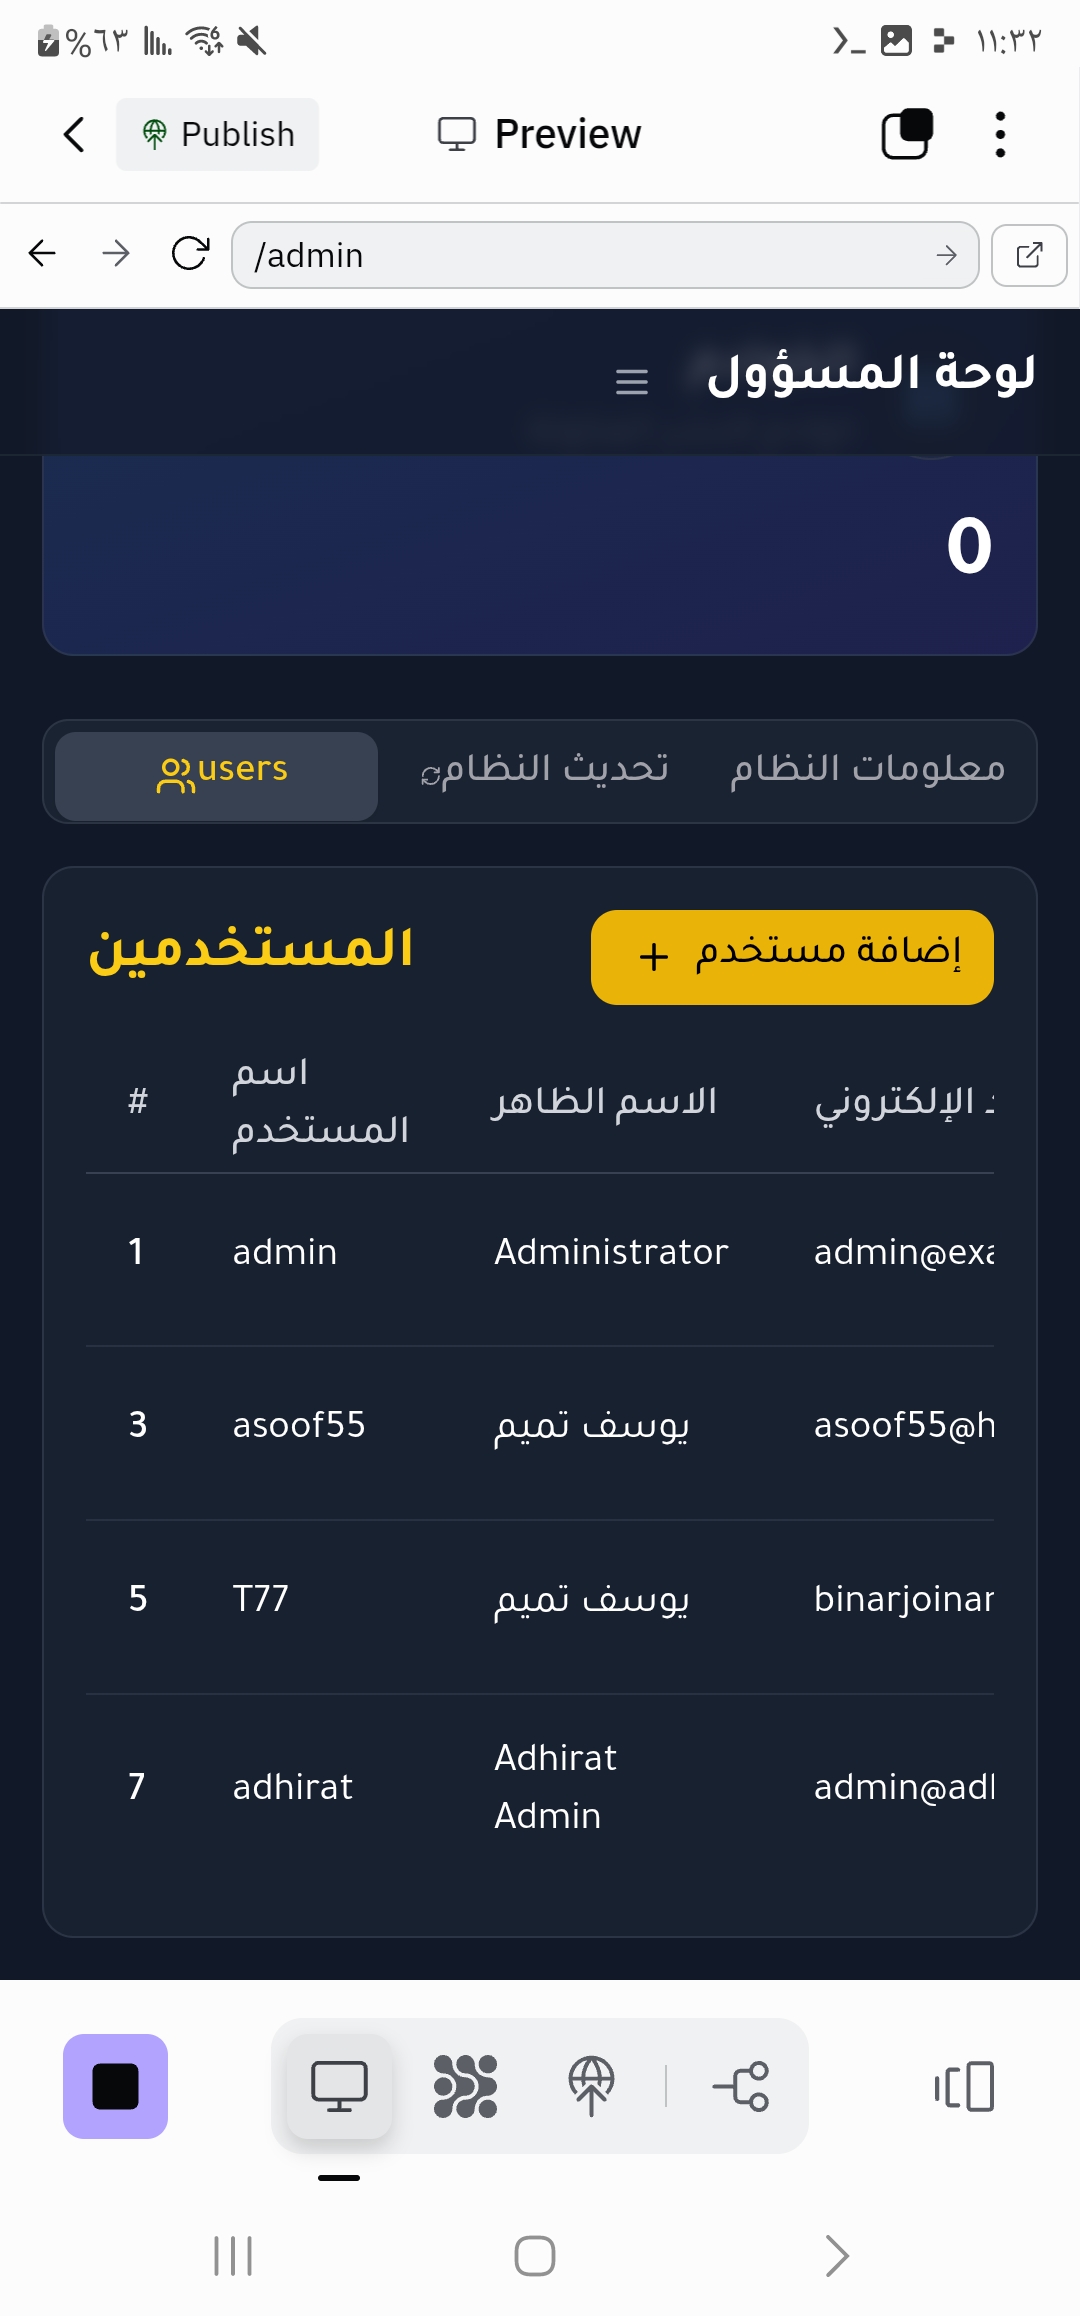 %٦٣
١١:٣٢
Publish
Preview
/admin
لوحة المسؤول
0
معلومات النظام
تحديث النظام
users
إضافة مستخدم +
المستخدمين
#
اسم
المستخدم
الاسم الظاهر
د الإلكتروني
1 admin Administrator admin@exa
3 asoof55 يوسف تميم asoof55@h
5 T77 يوسف تميم binarjoinar
7 adhirat Adhirat Admin admin@adl